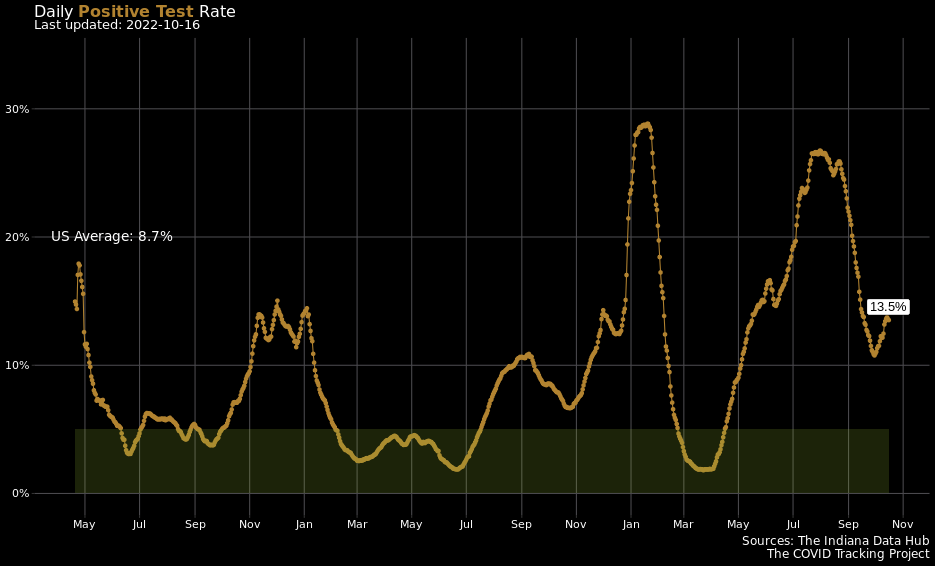 Daily Positive Test Rate
Last updated: 2022-10-16
30%
20%
10%
0%
US Average: 8.7%
13.5%
May Jul Sep Nov Jan Mar May Jul Sep Nov Jan Mar May Jul Sep Nov
Sources: The Indiana Data Hub
The COVID Tracking Project